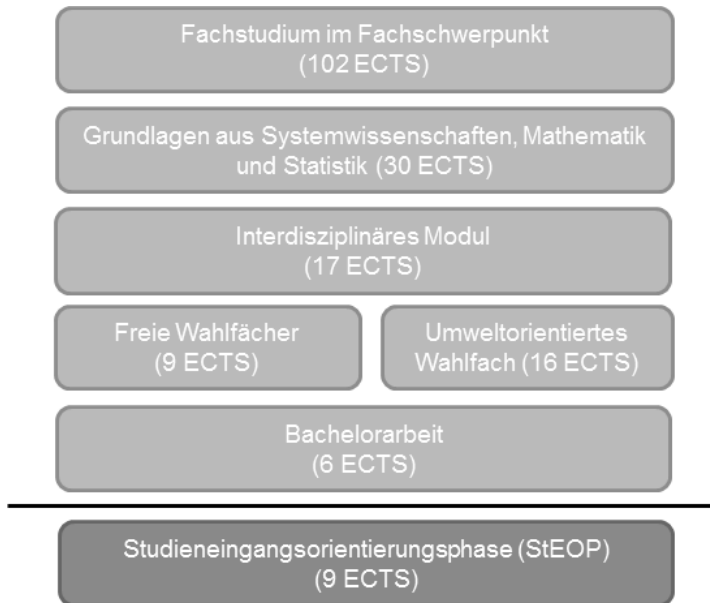 Fachstudium im Fachschwerpunkt
(102 ECTS)
Grundlagen aus Systemwissenschaften, Mathematik
und Statistik (30 ECTS)
Interdisziplinäres Modul
(17 ECTS)
Freie Wahlfächer
(9 ECTS)
Umweltorientiertes
Wahlfach (16 ECTS)
Bachelorarbeit
(6 ECTS)
Studieneingangsorientierungsphase (StEOP)
(9 ECTS)